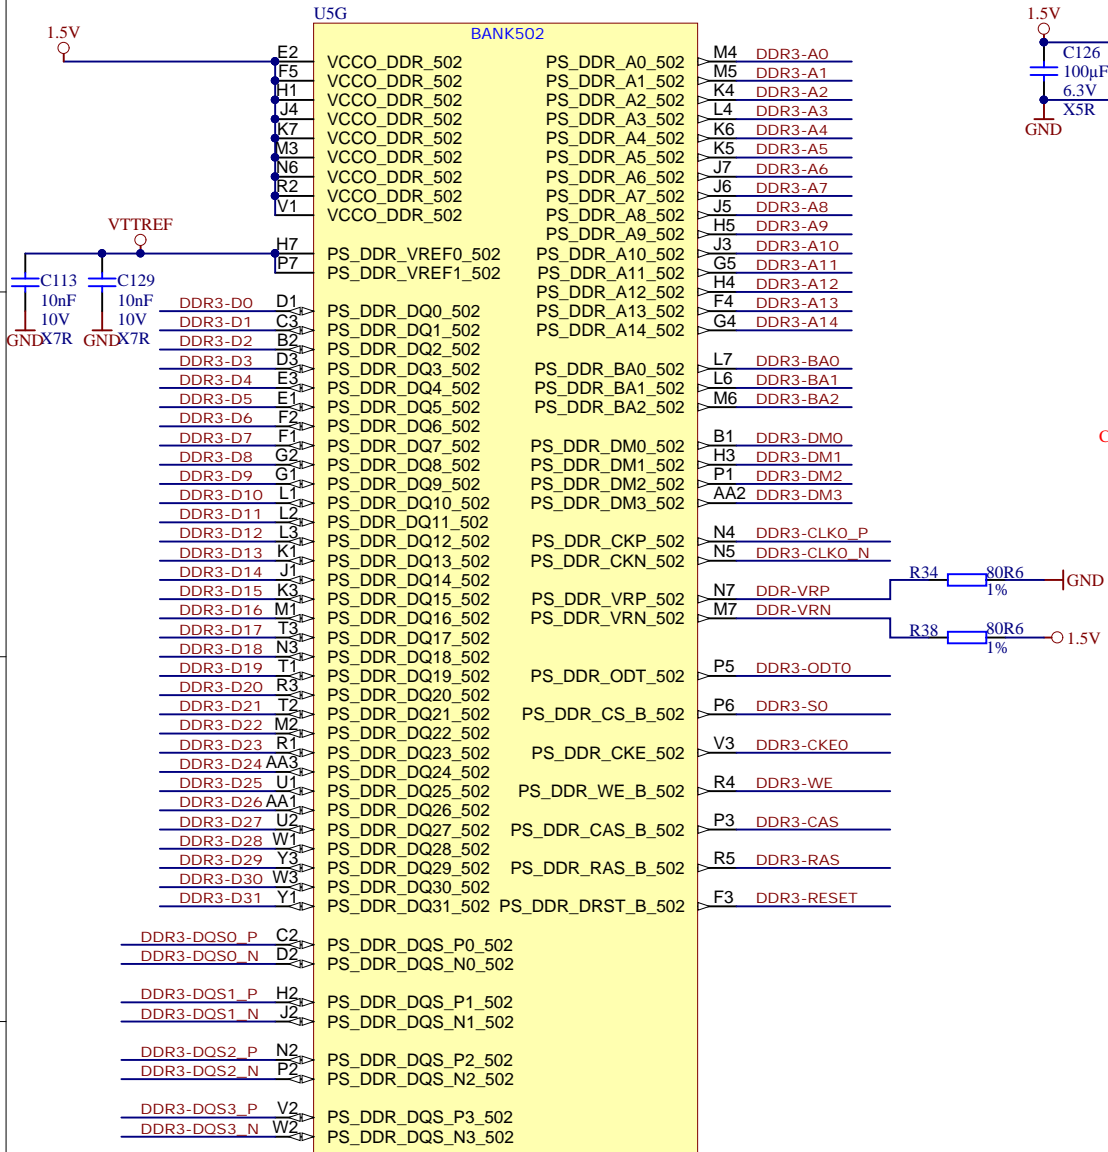 U5G
BANK502
1.5V
E2 VCCO_DDR_502
F5 VCCO_DDR_502
H1 VCCO_DDR_502
J4 VCCO_DDR_502
K7 VCCO_DDR_502
M3 VCCO_DDR_502
N6 VCCO_DDR_502
R2 VCCO_DDR_502
V1 VCCO_DDR_502
VTTREF
H7 PS_DDR_VREF0_502
P7 PS_DDR_VREF1_502
C113
10nF
10V
X7R
GND
C129
10nF
10V
X7R
GND
DDR3-D0 D1 PS_DDR_DQ0_502
DDR3-D1 C3 PS_DDR_DQ1_502
DDR3-D2 B2 PS_DDR_DQ2_502
DDR3-D3 D3 PS_DDR_DQ3_502
DDR3-D4 E3 PS_DDR_DQ4_502
DDR3-D5 E1 PS_DDR_DQ5_502
DDR3-D6 F2 PS_DDR_DQ6_502
DDR3-D7 F1 PS_DDR_DQ7_502
DDR3-D8 G2 PS_DDR_DQ8_502
DDR3-D9 G1 PS_DDR_DQ9_502
DDR3-D10 L1 PS_DDR_DQ10_502
DDR3-D11 L2 PS_DDR_DQ11_502
DDR3-D12 L3 PS_DDR_DQ12_502
DDR3-D13 K1 PS_DDR_DQ13_502
DDR3-D14 J1 PS_DDR_DQ14_502
DDR3-D15 K3 PS_DDR_DQ15_502
DDR3-D16 M1 PS_DDR_DQ16_502
DDR3-D17 T3 PS_DDR_DQ17_502
DDR3-D18 N3 PS_DDR_DQ18_502
DDR3-D19 T1 PS_DDR_DQ19_502
DDR3-D20 R3 PS_DDR_DQ20_502
DDR3-D21 T2 PS_DDR_DQ21_502
DDR3-D22 M2 PS_DDR_DQ22_502
DDR3-D23 R1 PS_DDR_DQ23_502
DDR3-D24 AA3 PS_DDR_DQ24_502
DDR3-D25 U1 PS_DDR_DQ25_502
DDR3-D26 AA1 PS_DDR_DQ26_502
DDR3-D27 U2 PS_DDR_DQ27_502
DDR3-D28 W1 PS_DDR_DQ28_502
DDR3-D29 Y3 PS_DDR_DQ29_502
DDR3-D30 W3 PS_DDR_DQ30_502
DDR3-D31 Y1 PS_DDR_DQ31_502
DDR3-DQS0_P C2 PS_DDR_DQS_P0_502
DDR3-DQS0_N D2 PS_DDR_DQS_N0_502
DDR3-DQS1_P H2 PS_DDR_DQS_P1_502
DDR3-DQS1_N J2 PS_DDR_DQS_N1_502
DDR3-DQS2_P N2 PS_DDR_DQS_P2_502
DDR3-DQS2_N P2 PS_DDR_DQS_N2_502
DDR3-DQS3_P V2 PS_DDR_DQS_P3_502
DDR3-DQS3_N W2 PS_DDR_DQS_N3_502
PS_DDR_A0_502 M4 DDR3-A0
PS_DDR_A1_502 M5 DDR3-A1
PS_DDR_A2_502 K4 DDR3-A2
PS_DDR_A3_502 L4 DDR3-A3
PS_DDR_A4_502 K6 DDR3-A4
PS_DDR_A5_502 K5 DDR3-A5
PS_DDR_A6_502 J7 DDR3-A6
PS_DDR_A7_502 J6 DDR3-A7
PS_DDR_A8_502 J5 DDR3-A8
PS_DDR_A9_502 H5 DDR3-A9
PS_DDR_A10_502 J3 DDR3-A10
PS_DDR_A11_502 G5 DDR3-A11
PS_DDR_A12_502 H4 DDR3-A12
PS_DDR_A13_502 F4 DDR3-A13
PS_DDR_A14_502 G4 DDR3-A14
PS_DDR_BA0_502 L7 DDR3-BA0
PS_DDR_BA1_502 L6 DDR3-BA1
PS_DDR_BA2_502 M6 DDR3-BA2
PS_DDR_DM0_502 B1 DDR3-DM0
PS_DDR_DM1_502 H3 DDR3-DM1
PS_DDR_DM2_502 P1 DDR3-DM2
PS_DDR_DM3_502 AA2 DDR3-DM3
PS_DDR_CKP_502 N4 DDR3-CLK0_P
PS_DDR_CKN_502 N5 DDR3-CLK0_N
PS_DDR_VRP_502 N7 DDR-VRP
PS_DDR_VRN_502 M7 DDR-VRN
PS_DDR_ODT_502 P5 DDR3-ODT0
PS_DDR_CS_B_502 P6 DDR3-S0
PS_DDR_CKE_502 V3 DDR3-CKE0
PS_DDR_WE_B_502 R4 DDR3-WE
PS_DDR_CAS_B_502 P3 DDR3-CAS
PS_DDR_RAS_B_502 R5 DDR3-RAS
PS_DDR_DRST_B_502 F3 DDR3-RESET
R34 80R6 GND
1%
R38 80R6 1.5V
1%
1.5V
C126
100µF
6.3V
X5R
GND
C